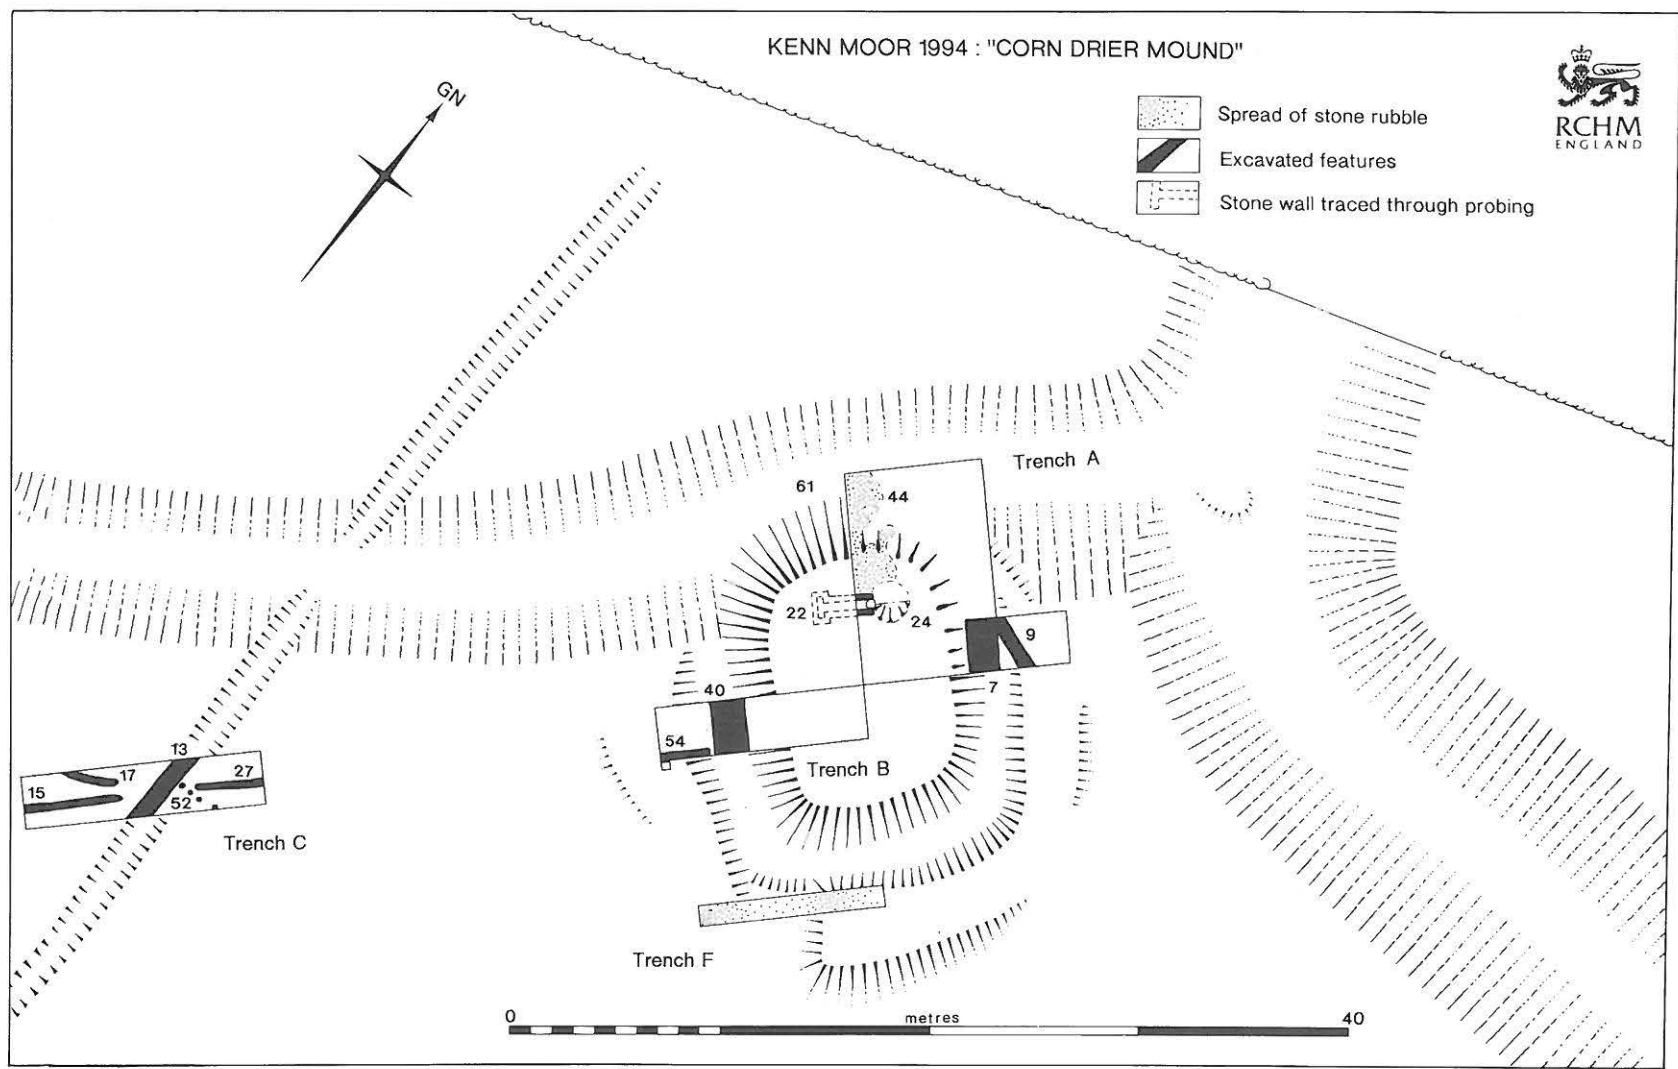 KENN MOOR 1994 : "CORN DRIER MOUND"
GN
Spread of stone rubble
Excavated features
Stone wall traced through probing
RCHM
ENGLAND
Trench A
61
44
22
24
9
7
40
54
Trench B
13
17
27
15
52
Trench C
Trench F
0
metres
40